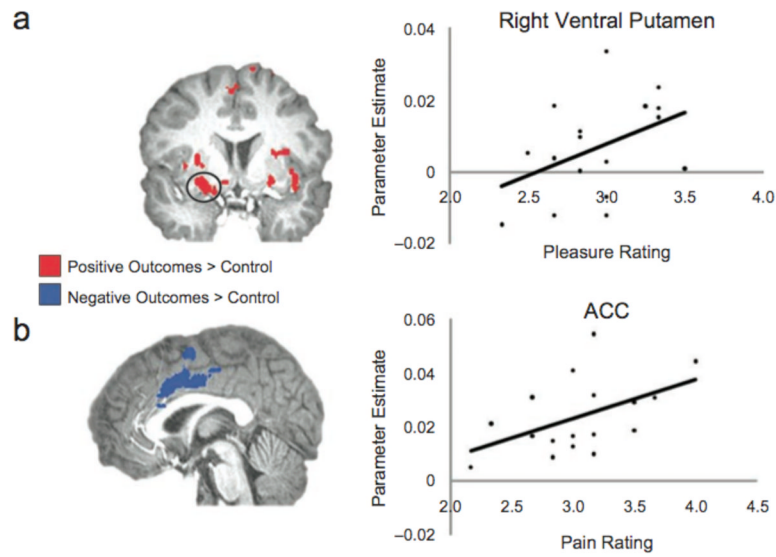 a
Right Ventral Putamen
Parameter Estimate
0.04
0.02
0
–0.02
2.0
2.5
3.0
3.5
4.0
Pleasure Rating
Positive Outcomes > Control
Negative Outcomes > Control
b
ACC
Parameter Estimate
0.06
0.04
0.02
0
–0.02
2.0
2.5
3.0
3.5
4.0
4.5
Pain Rating